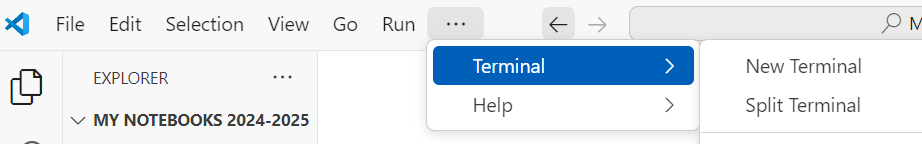 File Edit Selection View Go Run ··· M
Terminal New Terminal
EXPLORER ···
Help Split Terminal
MY NOTEBOOKS 2024-2025